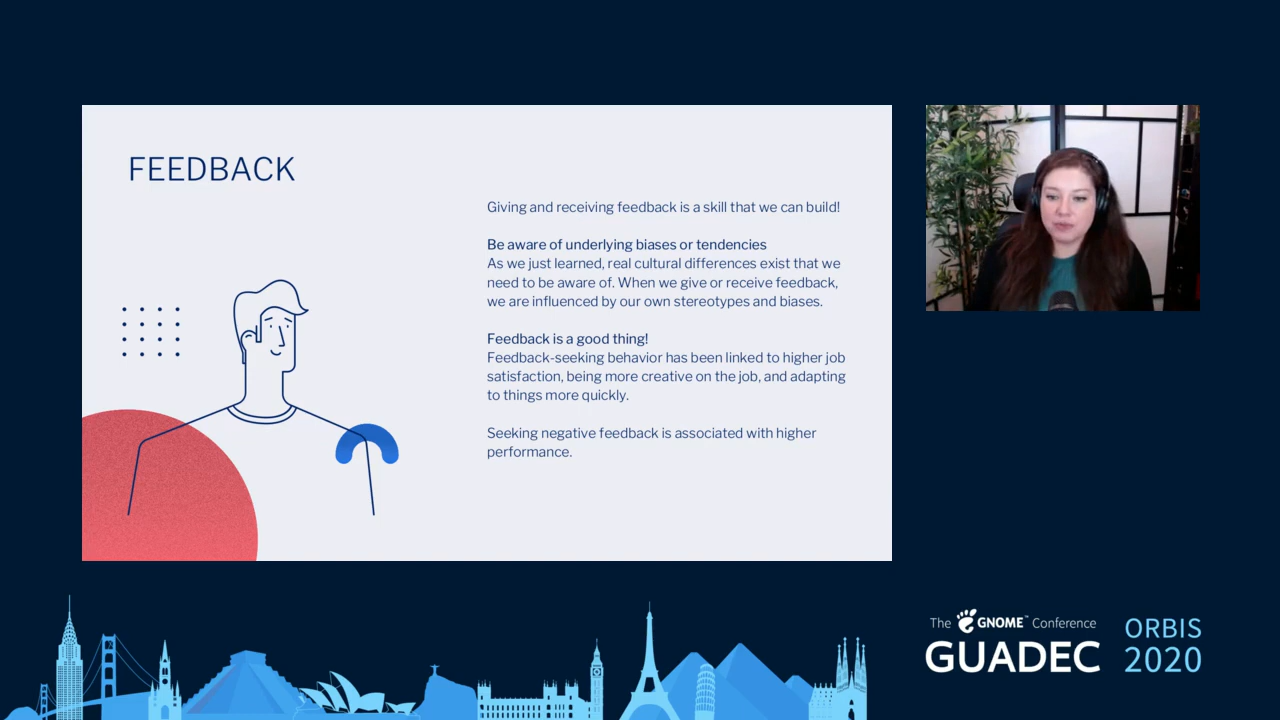 FEEDBACK
Giving and receiving feedback is a skill that we can build!
Be aware of underlying biases or tendencies
As we just learned, real cultural differences exist that we
need to be aware of. When we give or receive feedback,
we are influenced by our own stereotypes and biases.
Feedback is a good thing!
Feedback-seeking behavior has been linked to higher job
satisfaction, being more creative on the job, and adapting
to things more quickly.
Seeking negative feedback is associated with higher
performance.
The GNOME™ Conference
GUADEC
ORBIS
2020